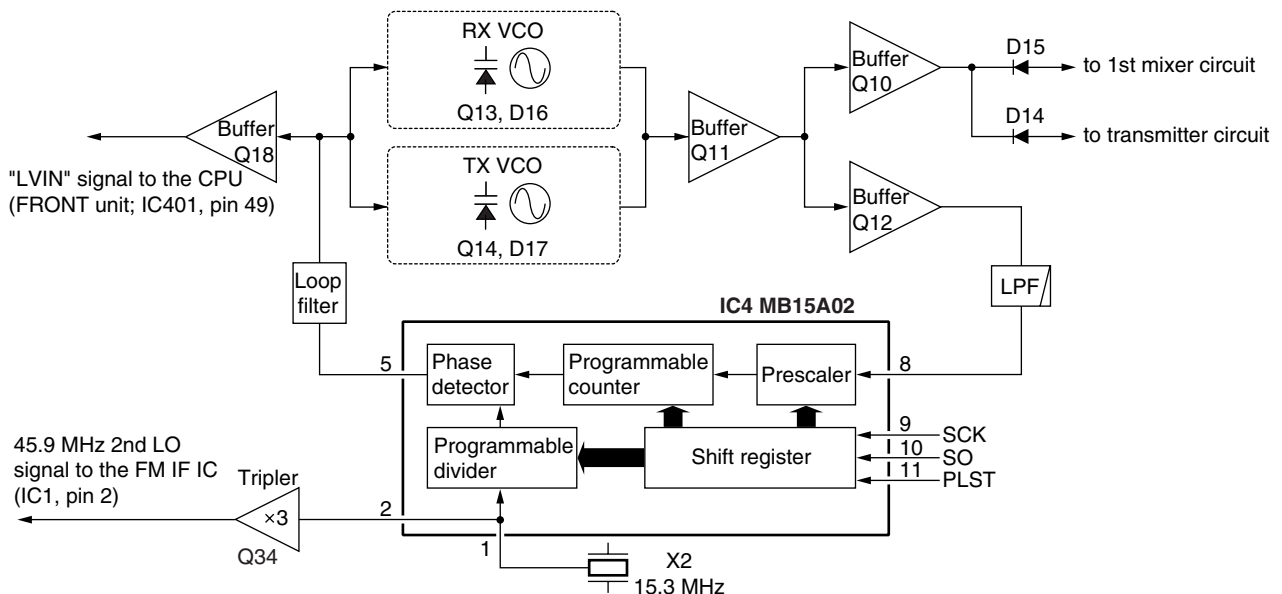 RX VCO
Q13, D16
Buffer
Q10
D15
to 1st mixer circuit
D14
to transmitter circuit
Buffer
Q18
Buffer
Q11
"LVIN" signal to the CPU
(FRONT unit; IC401, pin 49)
TX VCO
Q14, D17
Buffer
Q12
Loop
filter
LPF
IC4 MB15A02
5
Phase
detector
Programmable
counter
Prescaler
8
Programmable
divider
Shift register
9
SCK
10
SO
11
PLST
45.9 MHz 2nd LO
signal to the FM IF IC
(IC1, pin 2)
Tripler
×3
Q34
2
1
X2
15.3 MHz